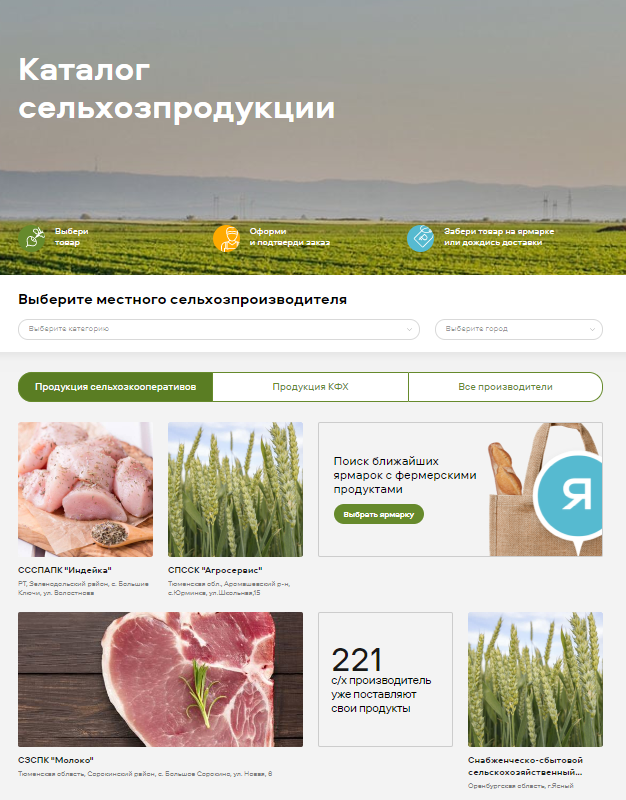 Каталог
сельхозпродукции
Выбери
товар
Оформи
и подтверди заказ
Забери товар на ярмарке
или дождись доставки
Выберите местного сельхозпроизводителя
Выберите категорию
Выберите город
Продукция сельхозкооперативов
Продукция КФХ
Все производители
Поиск ближайших
ярмарок с фермерскими
продуктами
Выбрать ярмарку
Я
СССПАПК "Индейка"
РТ, Зеленодольский район, с. Большие
Ключи, ул. Волостнова
СПССК "Агросервис"
Тюменская обл., Аромашевский р-н,
с.Юрминка, ул.Школьная,15
221
с/х производитель
уже поставляют
свои продукты
СЗСПК "Молоко"
Тюменская область, Сорокинский район, с. Большое Сорокино, ул. Новая, 8
Снабженческо-сбытовой
сельскохозяйственный...
Оренбургская область, г.Ясный